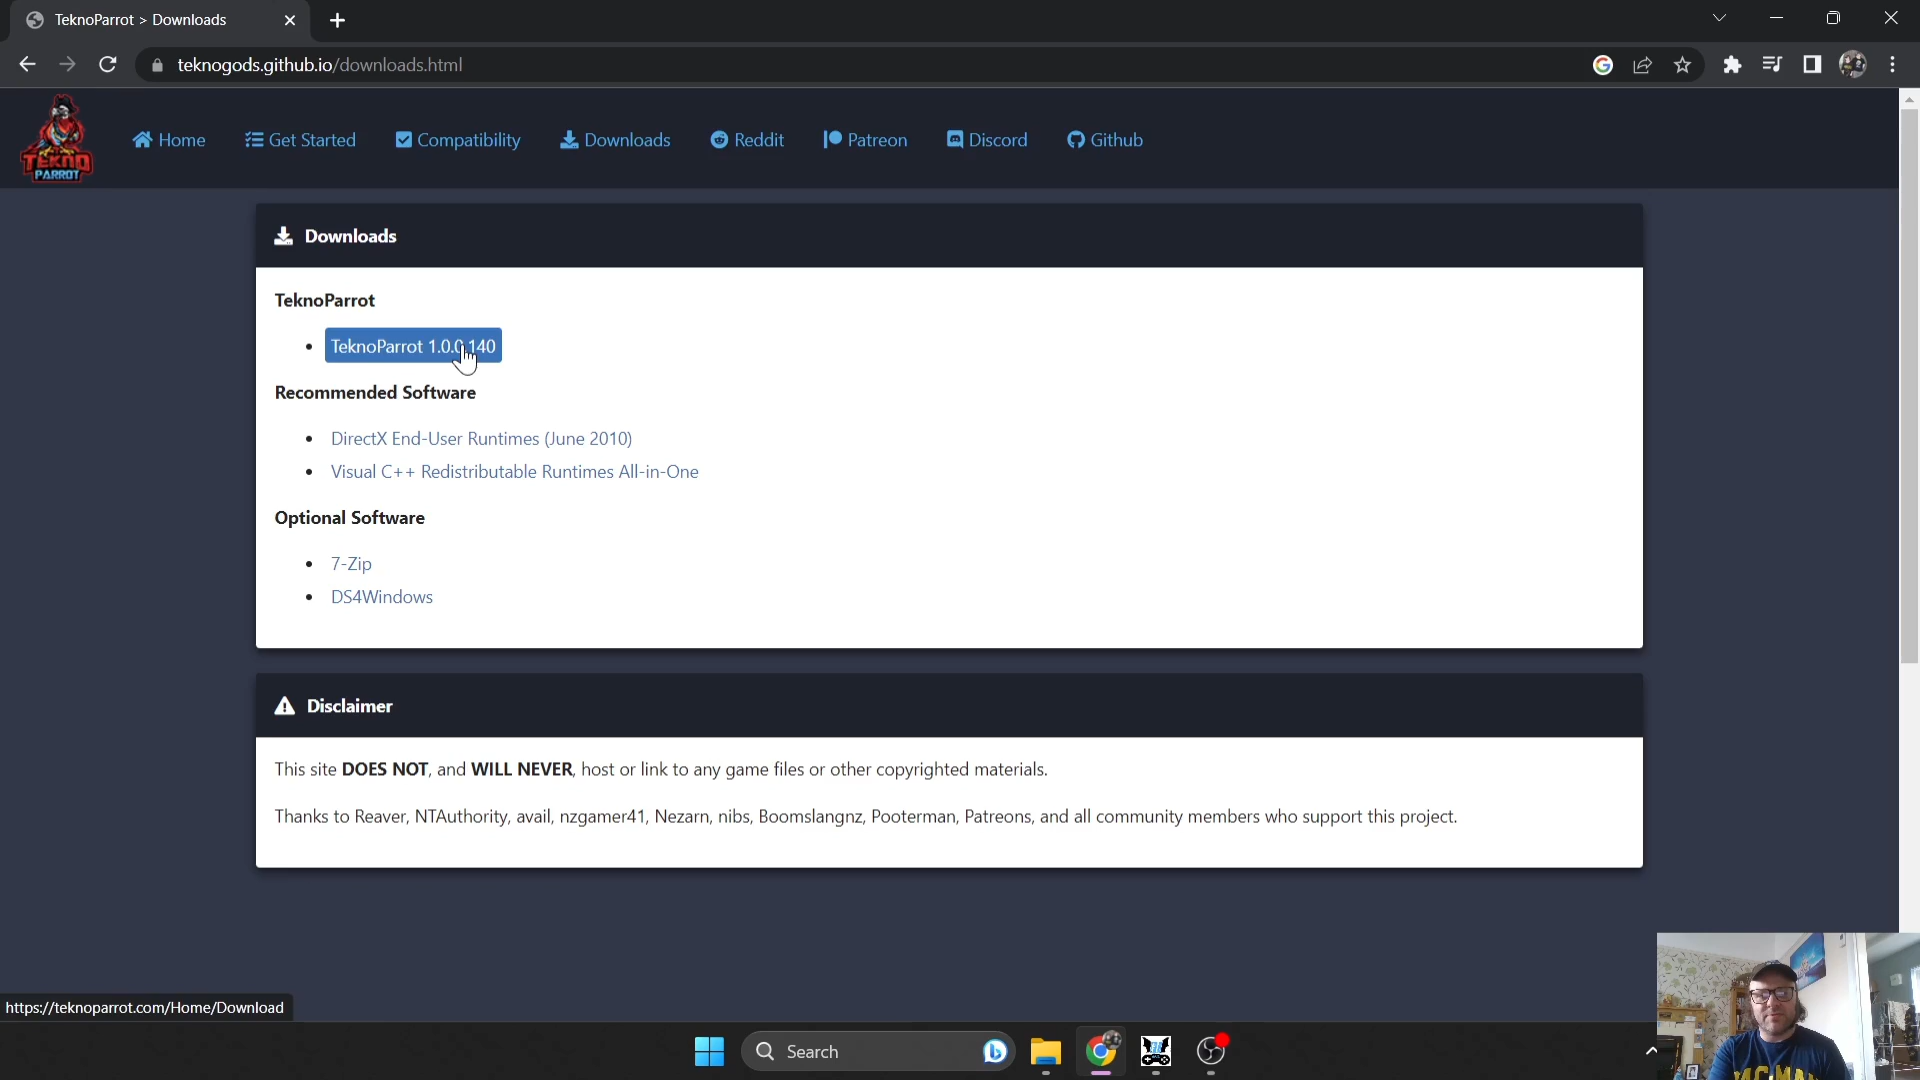 TeknoParrot > Downloads
teknogods.github.io/downloads.html
TEKNO
PARROT
Home
Get Started
Compatibility
Downloads
Reddit
Patreon
Discord
Github
Downloads
TeknoParrot
TeknoParrot 1.0.0.140
Recommended Software
DirectX End-User Runtimes (June 2010)
Visual C++ Redistributable Runtimes All-in-One
Optional Software
7-Zip
DS4Windows
Disclaimer
This site DOES NOT, and WILL NEVER, host or link to any game files or other copyrighted materials.
Thanks to Reaver, NTAuthority, avail, nzgamer41, Nezarn, nibs, Boomslangnz, Pooterman, Patreons, and all community members who support this project.
https://teknoparrot.com/Home/Download
Search